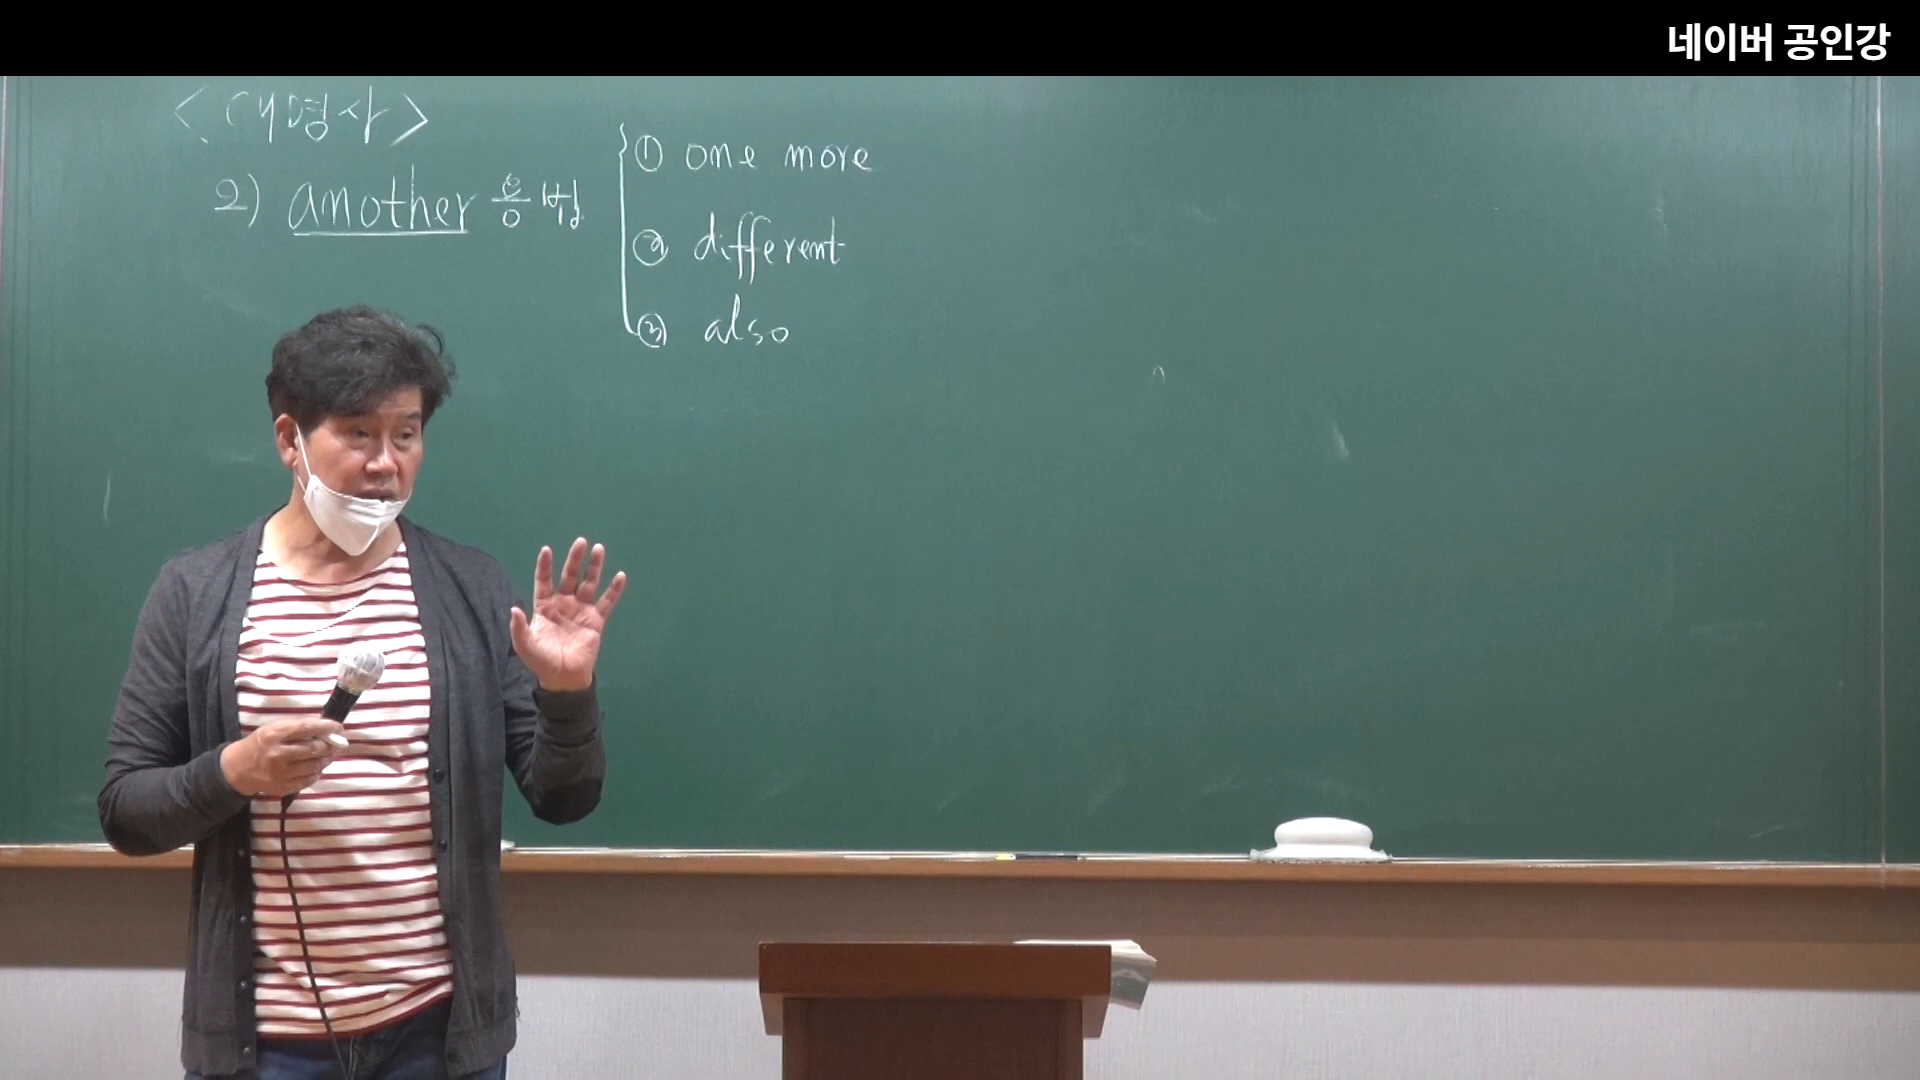 네이버 공인강
<대명사>
2) another 용법
① one more
② different
③ also